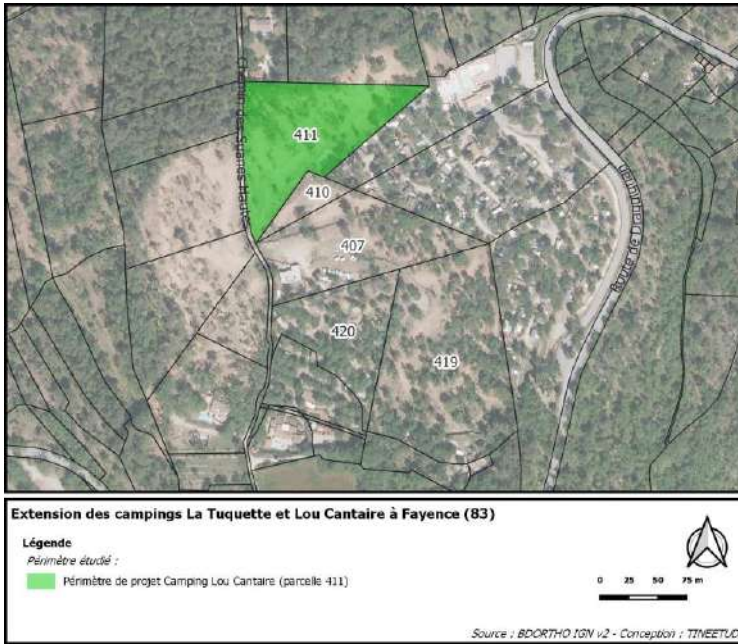 411
410
407
420
419
Route de Draguignan
Extension des campings La Tuquette et Lou Cantaire à Fayence (83)
Légende
Périmètre étudié :
Périmètre de projet Camping Lou Cantaire (parcelle 411)
0 25 50 75 m
Source : BDORTHO IGN v2 - Conception : TINEETUD